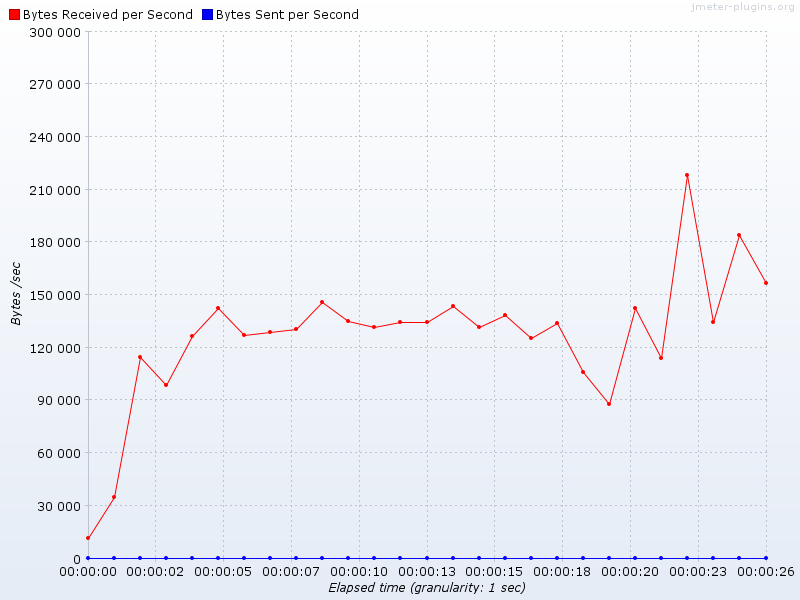 jmeter-plugins.org
Bytes Received per Second Bytes Sent per Second
300 000
270 000
240 000
210 000
180 000
150 000
120 000
90 000
60 000
30 000
0
Bytes /sec
00:00:00 00:00:02 00:00:05 00:00:07 00:00:10 00:00:13 00:00:15 00:00:18 00:00:20 00:00:23 00:00:26
Elapsed time (granularity: 1 sec)